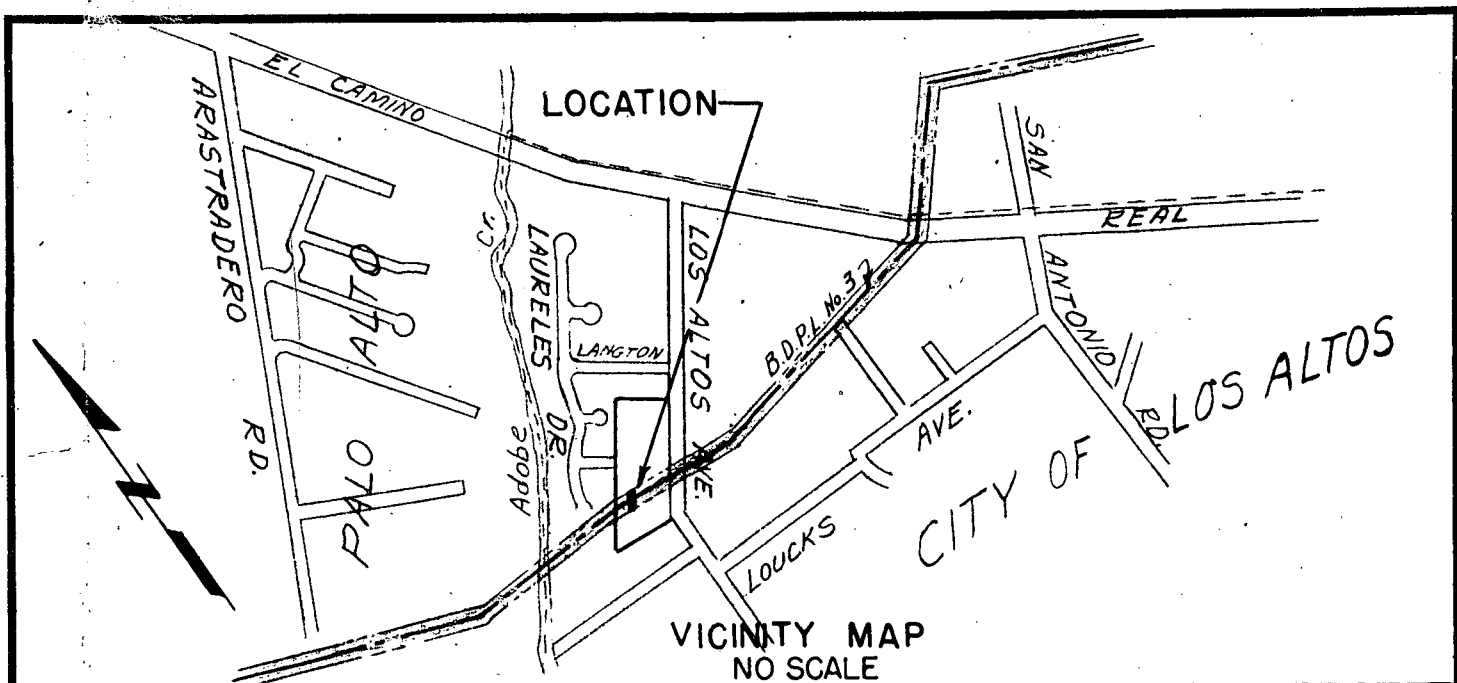 EL CAMINO
LOCATION
ARASTRADERO
RD.
PALO ALTO
Adobe
Cr.
LAURELES
DR.
LANGTON
LOS ALTOS AVE.
B.D.P.L. No. 3
SAN
ANTONIO
RD.
REAL
AVE.
LOUCKS
CITY OF LOS ALTOS
N
VICINITY MAP
NO SCALE